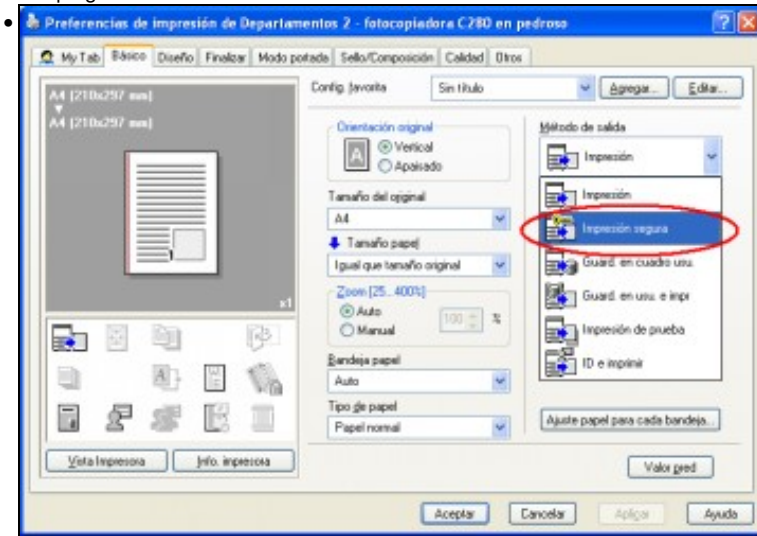 Preferencias de impresión de Departamentos 2 - fotocopiadora C280 en pedroso
My Tab Básico Diseño Finalizar Modo portada Sello/Composición Calidad Otros
A4 (210x297 mm)
A4 (210x297 mm)
x1
Vista Impresora Info. impresora
Config. favorita Sin título Agregar... Editar...
Orientación original
A
Vertical
Apaisado
Tamaño del original
A4
Tamaño papel
Igual que tamaño original
Zoom [25...400%]
Auto
Manual
100 %
Bandeja papel
Auto
Tipo de papel
Papel normal
Método de salida
Impresión
Impresión
Impresión segura
Guard. en cuadro usu.
Guard. en usu. e impr
Impresión de prueba
ID e imprimir
Ajuste papel para cada bandeja...
Valor pred
Aceptar Cancelar Aplicar Ayuda